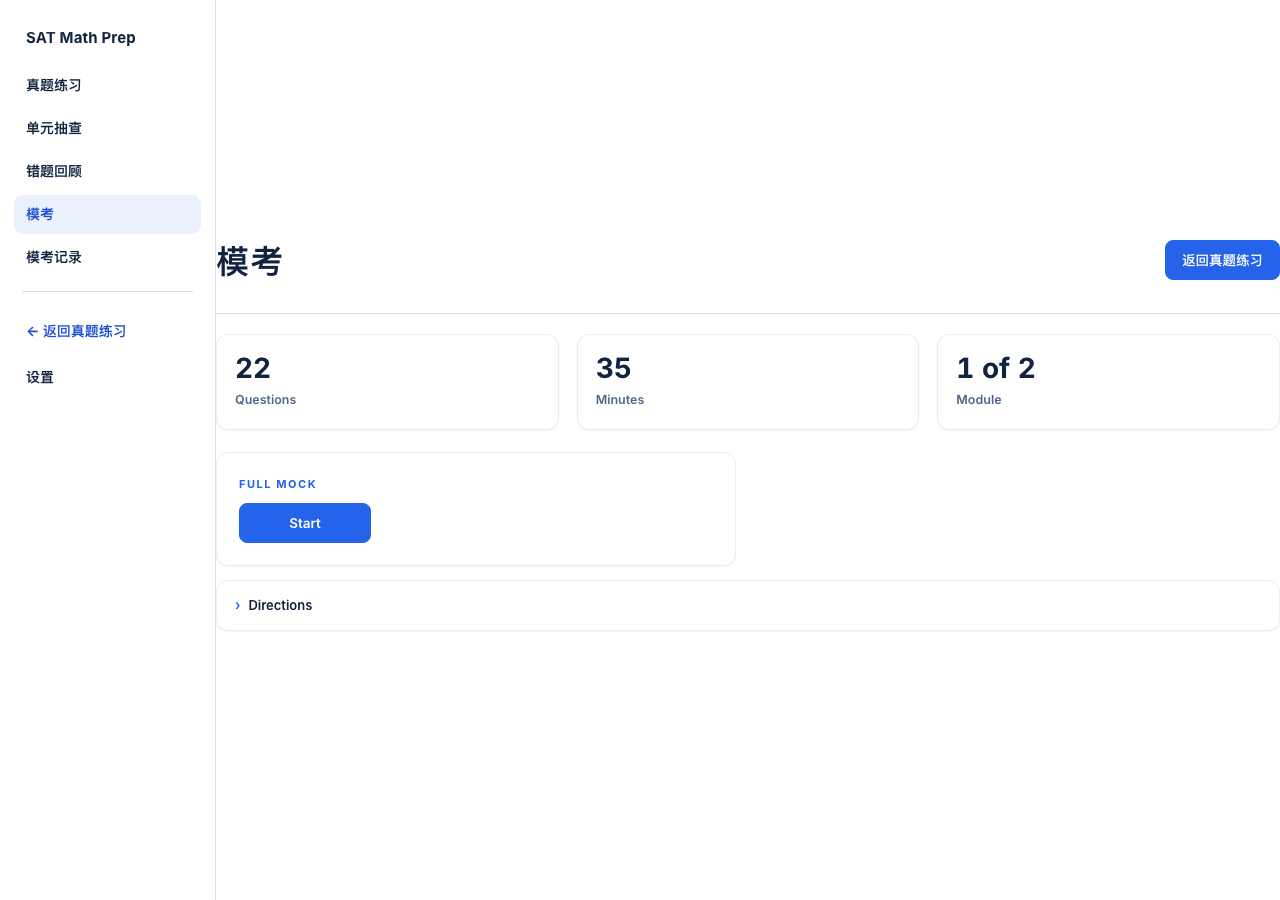 SAT Math Prep
真题练习
单元抽查
错题回顾
模考
模考记录
← 返回真题练习
设置
模考
返回真题练习
22
Questions
35
Minutes
1 of 2
Module
FULL MOCK
Start
› Directions